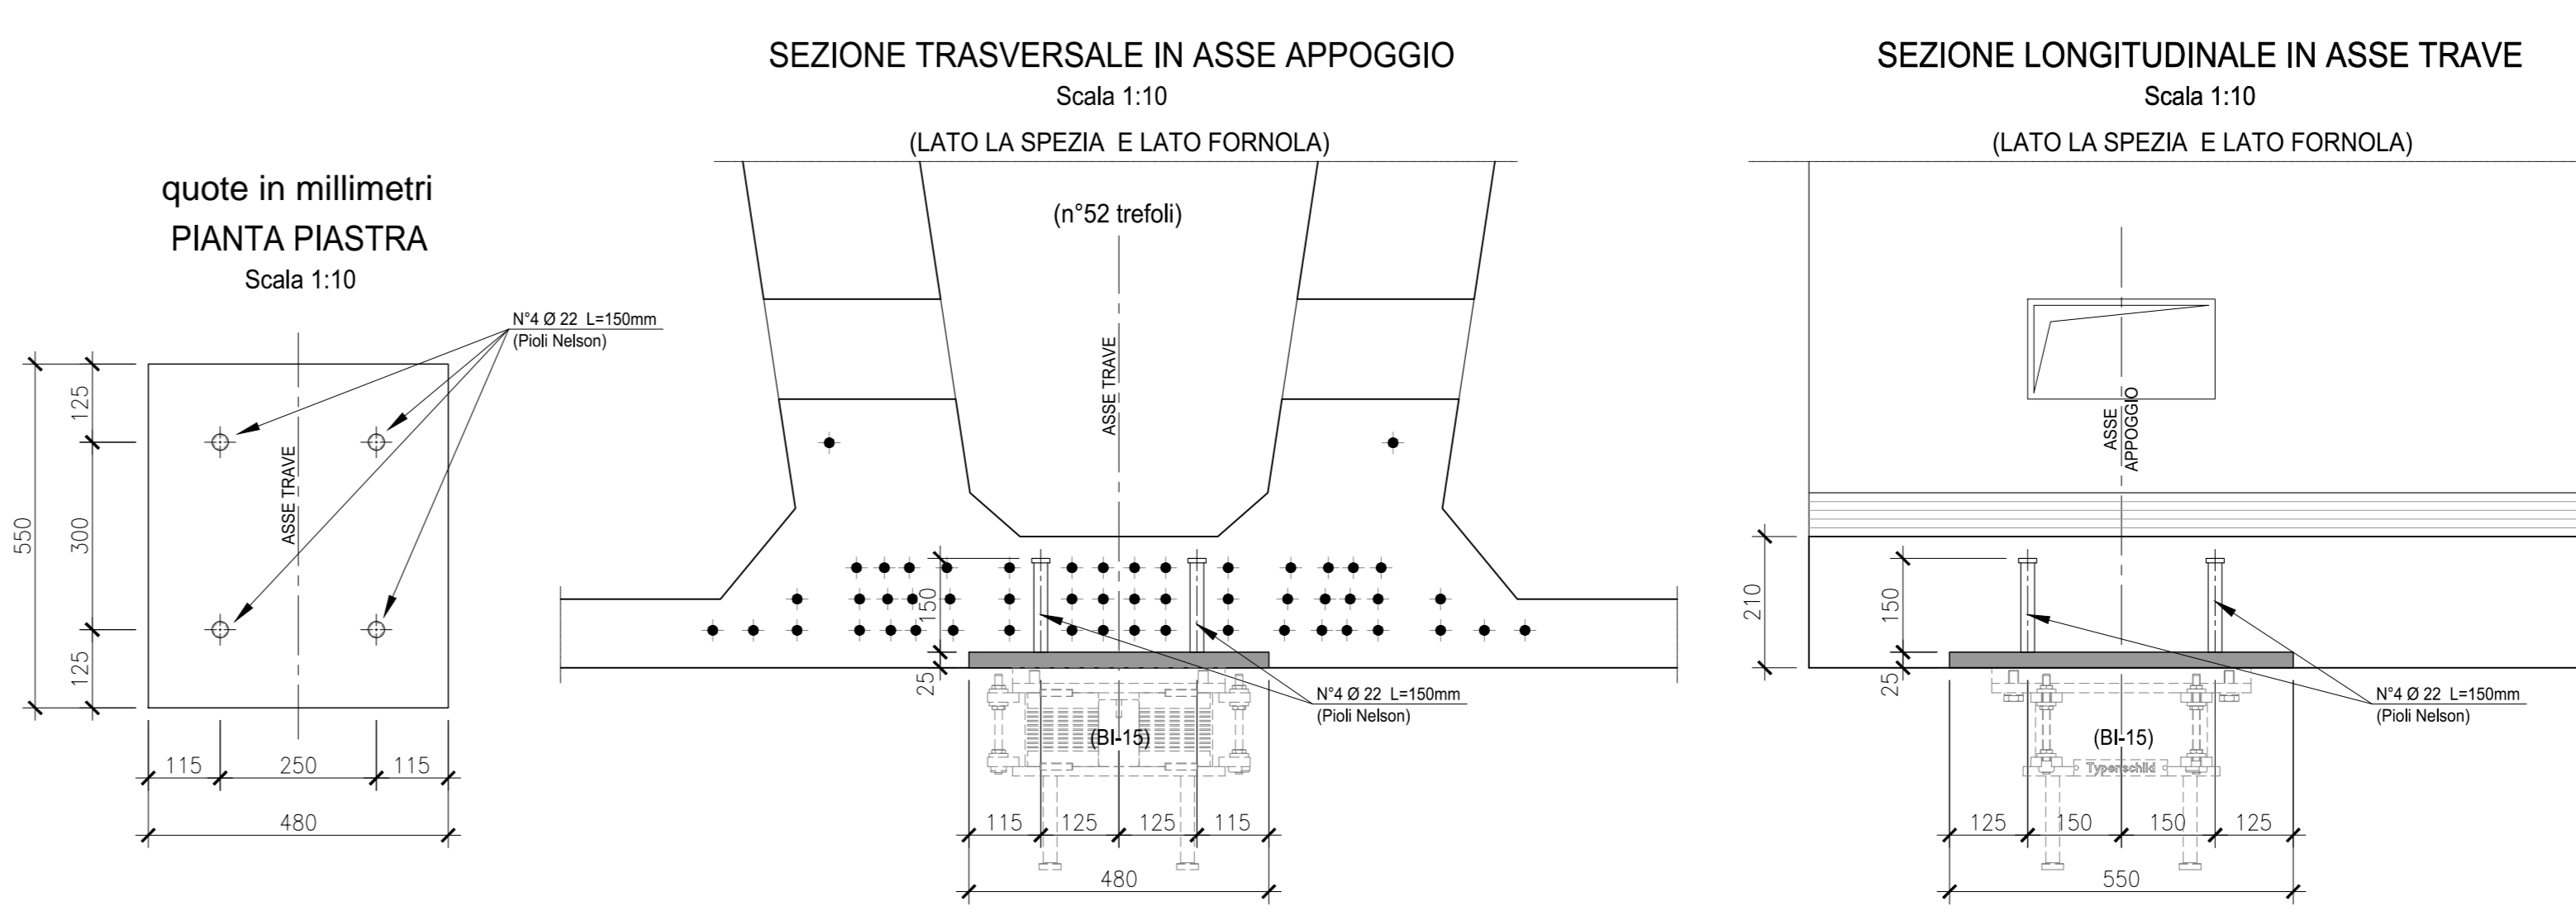 quote in millimetri
PIANTA PIASTRA
Scala 1:10
N°4 Ø 22 L=150mm
(Pioli Nelson)
125
300
125
550
ASSE TRAVE
115
250
115
480
SEZIONE TRASVERSALE IN ASSE APPOGGIO
Scala 1:10
(LATO LA SPEZIA E LATO FORNOLA)
(n°52 trefoli)
ASSE TRAVE
150
25
N°4 Ø 22 L=150mm
(Pioli Nelson)
(BI-15)
115
125
125
115
480
SEZIONE LONGITUDINALE IN ASSE TRAVE
Scala 1:10
(LATO LA SPEZIA E LATO FORNOLA)
ASSE
APPOGGIO
210
150
25
N°4 Ø 22 L=150mm
(Pioli Nelson)
(BI-15)
Typenschild
125
150
150
125
550